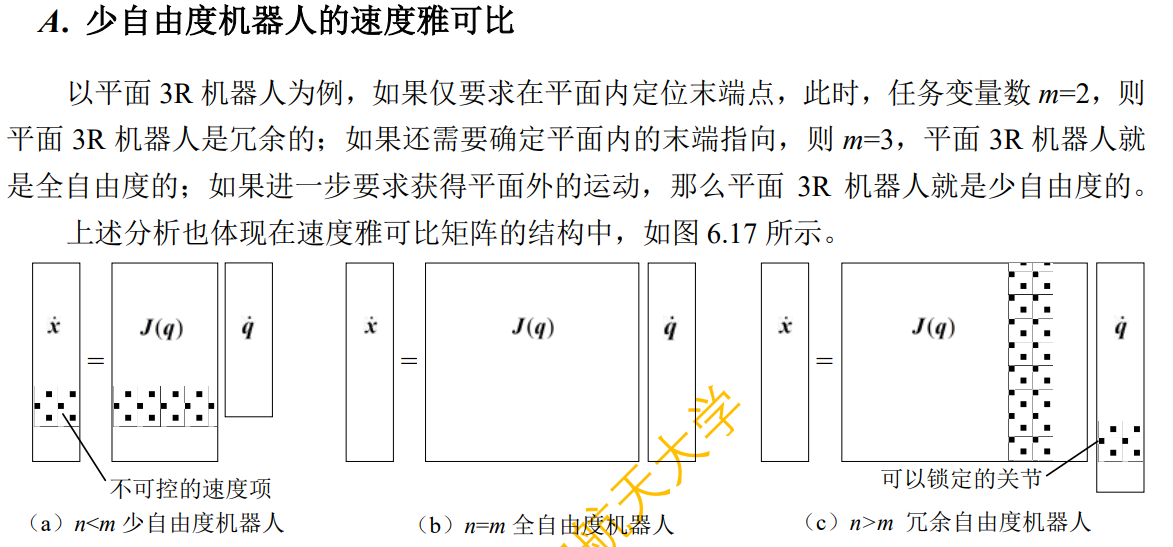 A. 少自由度机器人的速度雅可比
以平面 3R 机器人为例，如果仅要求在平面内定位末端点，此时，任务变量数 m=2，则
平面 3R 机器人是冗余的；如果还需要确定平面内的末端指向，则 m=3，平面 3R 机器人就
是全自由度的；如果进一步要求获得平面外的运动，那么平面 3R 机器人就是少自由度的。
上述分析也体现在速度雅可比矩阵的结构中，如图 6.17 所示。
ẋ = J(q) q̇
ẋ = J(q) q̇
ẋ = J(q) q̇
不可控的速度项
可以锁定的关节
（a）n<m 少自由度机器人
（b）n=m 全自由度机器人
（c）n>m 冗余自由度机器人
航天大学